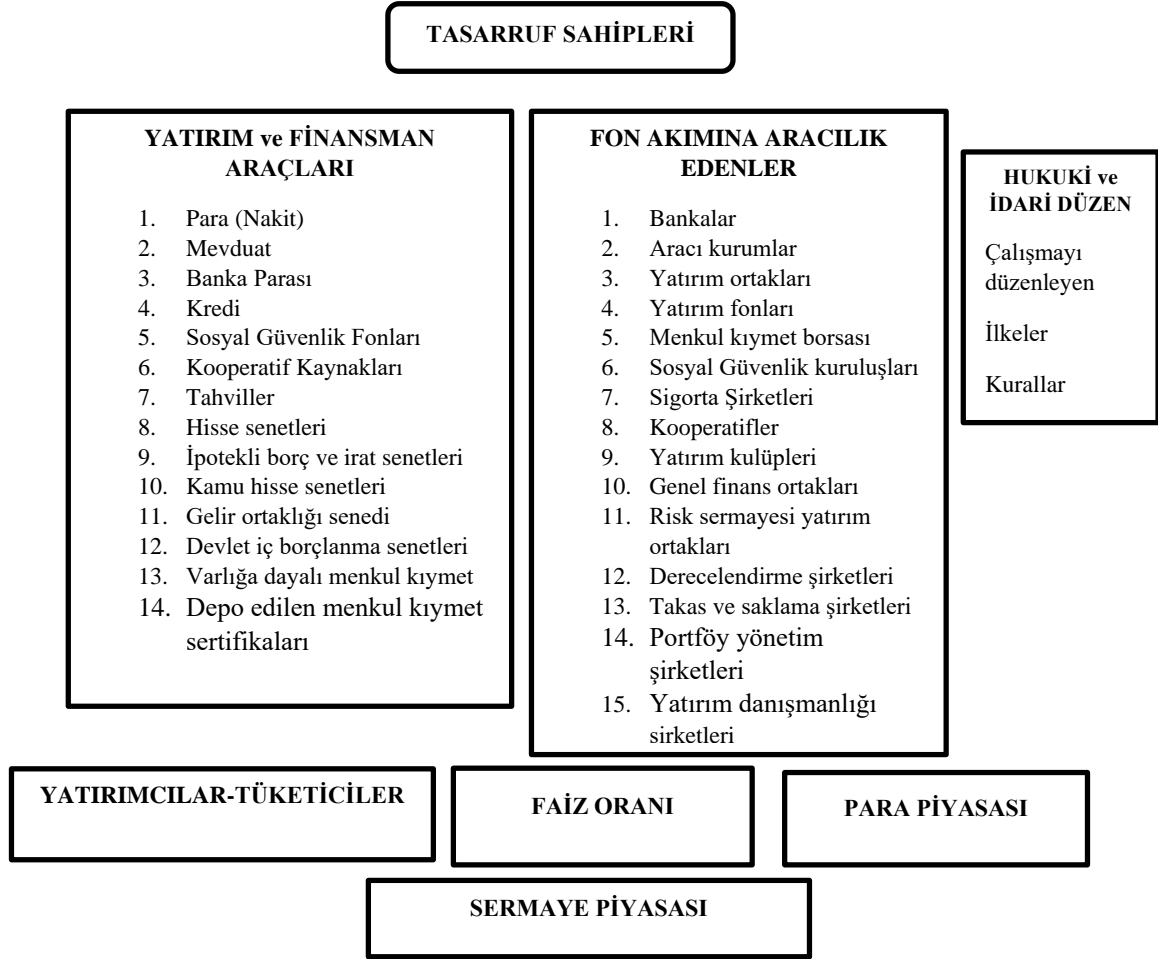 TASARRUF SAHİPLERİ
YATIRIM ve FİNANSMAN
ARAÇLARI
1. Para (Nakit)
2. Mevduat
3. Banka Parası
4. Kredi
5. Sosyal Güvenlik Fonları
6. Kooperatif Kaynakları
7. Tahviller
8. Hisse senetleri
9. İpotekli borç ve irat senetleri
10. Kamu hisse senetleri
11. Gelir ortaklığı senedi
12. Devlet iç borçlanma senetleri
13. Varlığa dayalı menkul kıymet
14. Depo edilen menkul kıymet
sertifikaları
FON AKIMINA ARACILIK
EDENLER
1. Bankalar
2. Aracı kurumlar
3. Yatırım ortakları
4. Yatırım fonları
5. Menkul kıymet borsası
6. Sosyal Güvenlik kuruluşları
7. Sigorta Şirketleri
8. Kooperatifler
9. Yatırım kulüpleri
10. Genel finans ortakları
11. Risk sermayesi yatırım
ortakları
12. Derecelendirme şirketleri
13. Takas ve saklama şirketleri
14. Portföy yönetim
şirketleri
15. Yatırım danışmanlığı
sirketleri
HUKUKİ ve
İDARİ DÜZEN
Çalışmayı
düzenleyen
İlkeler
Kurallar
YATIRIMCILAR-TÜKETİCİLER
FAİZ ORANI
PARA PİYASASI
SERMAYE PİYASASI